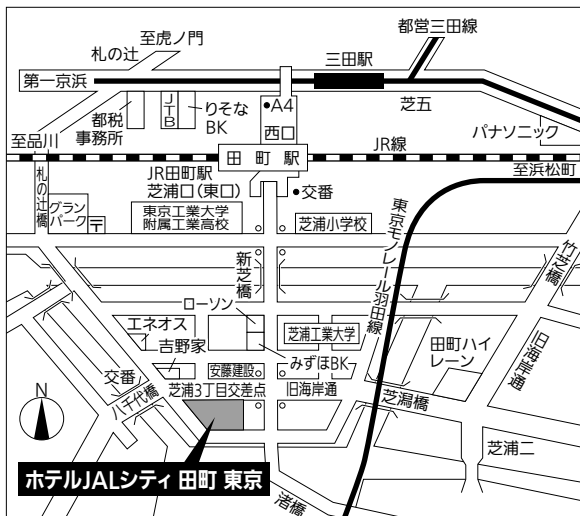 都営三田線
至虎ノ門
札の辻
三田駅
第一京浜
A4
JTB
りそな
BK
芝五
都税
事務所
西口
パナソニック
至品川
田町駅
JR線
JR田町駅
芝浦口(東口)
至浜松町
札の辻橋
交番
グラン
パーク
〒
東京工業大学
附属工業高校
芝浦小学校
東京モノレール羽田線
竹芝橋
新芝橋
ローソン
エネオス
芝浦工業大学
吉野家
みずほBK
田町ハイ
レーン
旧海岸通
安藤建設
交番
芝浦3丁目交差点
旧海岸通
八千代橋
芝潟橋
N
芝浦二
ホテルJALシティ 田町 東京
渚橋